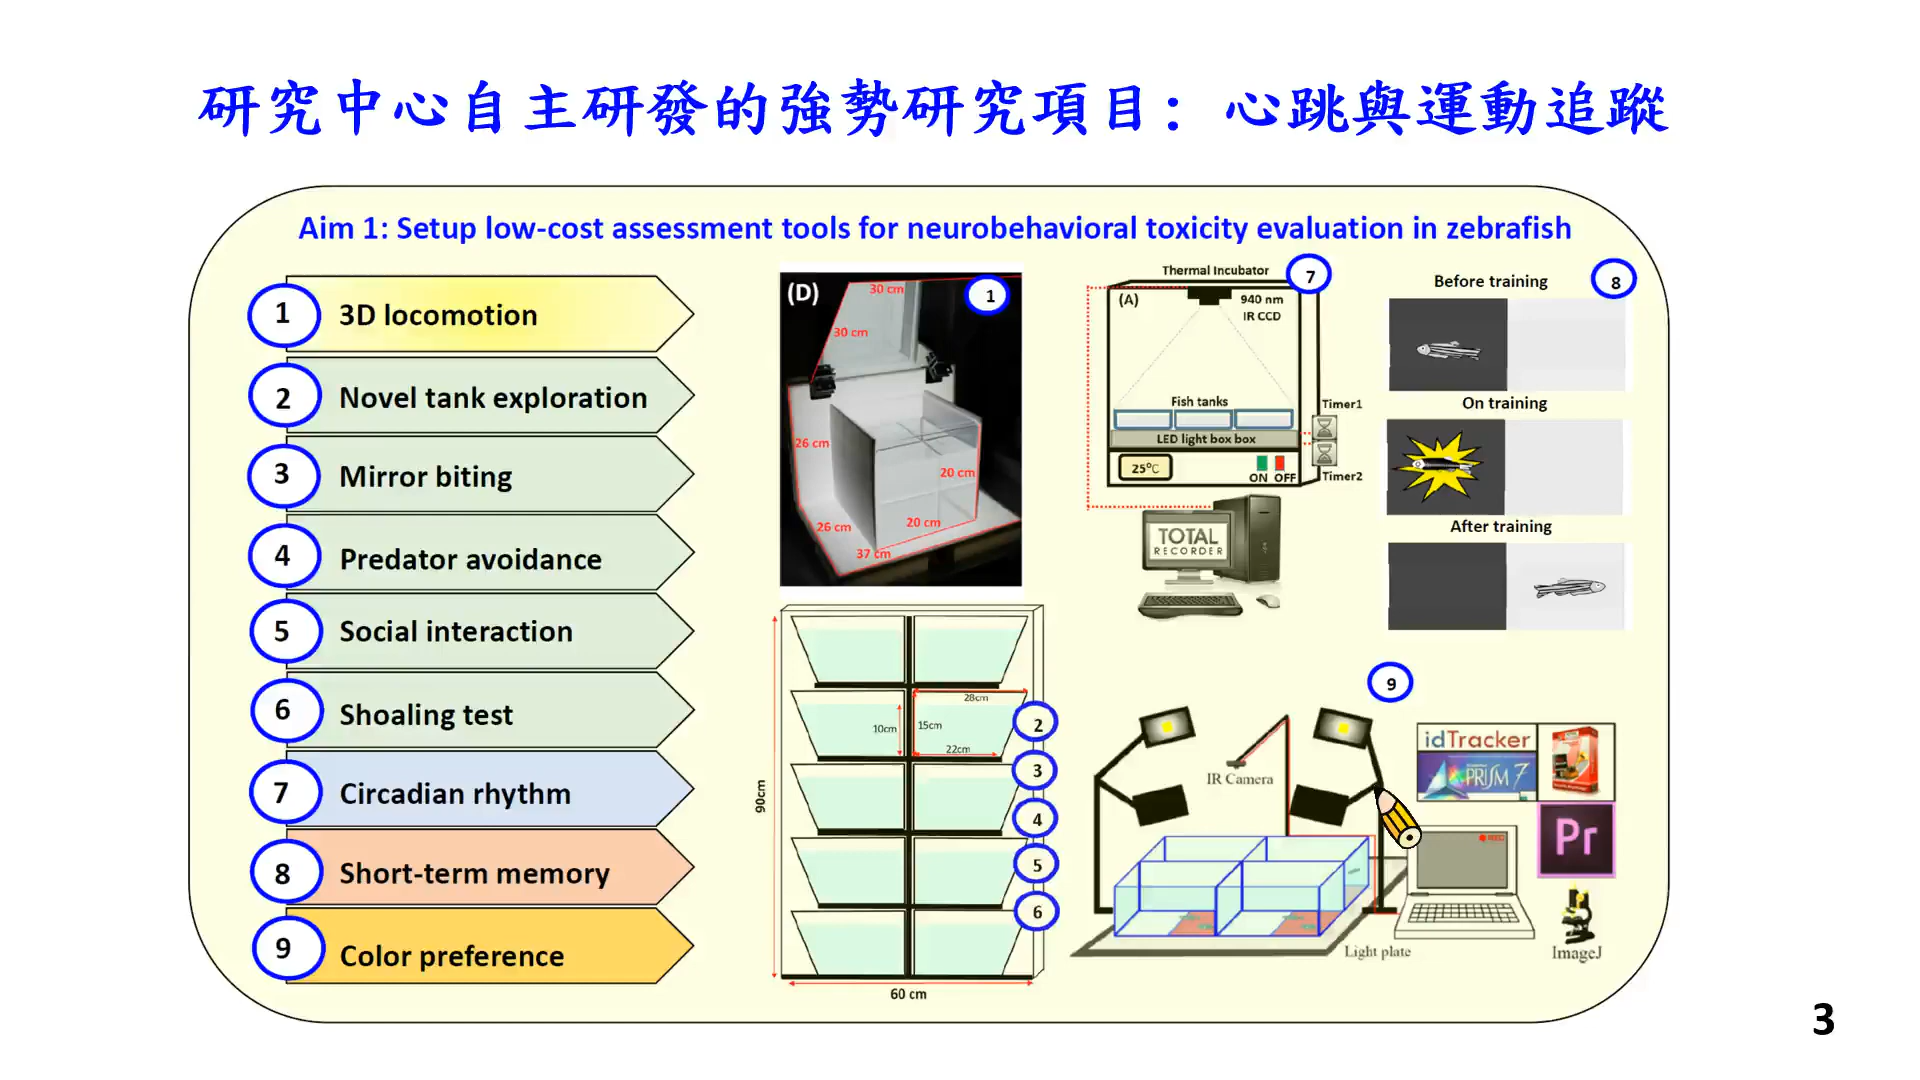 研究中心自主研發的強勢研究項目：心跳與運動追蹤
Aim 1: Setup low-cost assessment tools for neurobehavioral toxicity evaluation in zebrafish
1 3D locomotion
2 Novel tank exploration
3 Mirror biting
4 Predator avoidance
5 Social interaction
6 Shoaling test
7 Circadian rhythm
8 Short-term memory
9 Color preference
(D)
1
30 cm
30 cm
26 cm
20 cm
26 cm
20 cm
37 cm
28cm
10cm
15cm
22cm
90cm
60 cm
2
3
4
5
6
Thermal Incubator
7
(A)
940 nm
IR CCD
Fish tanks
LED light box box
25°C
ON OFF
Timer1
Timer2
TOTAL
RECORDER
Before training
8
On training
After training
9
IR Camera
Light plate
idTracker
PRISM 7
Pr
ImageJ
3